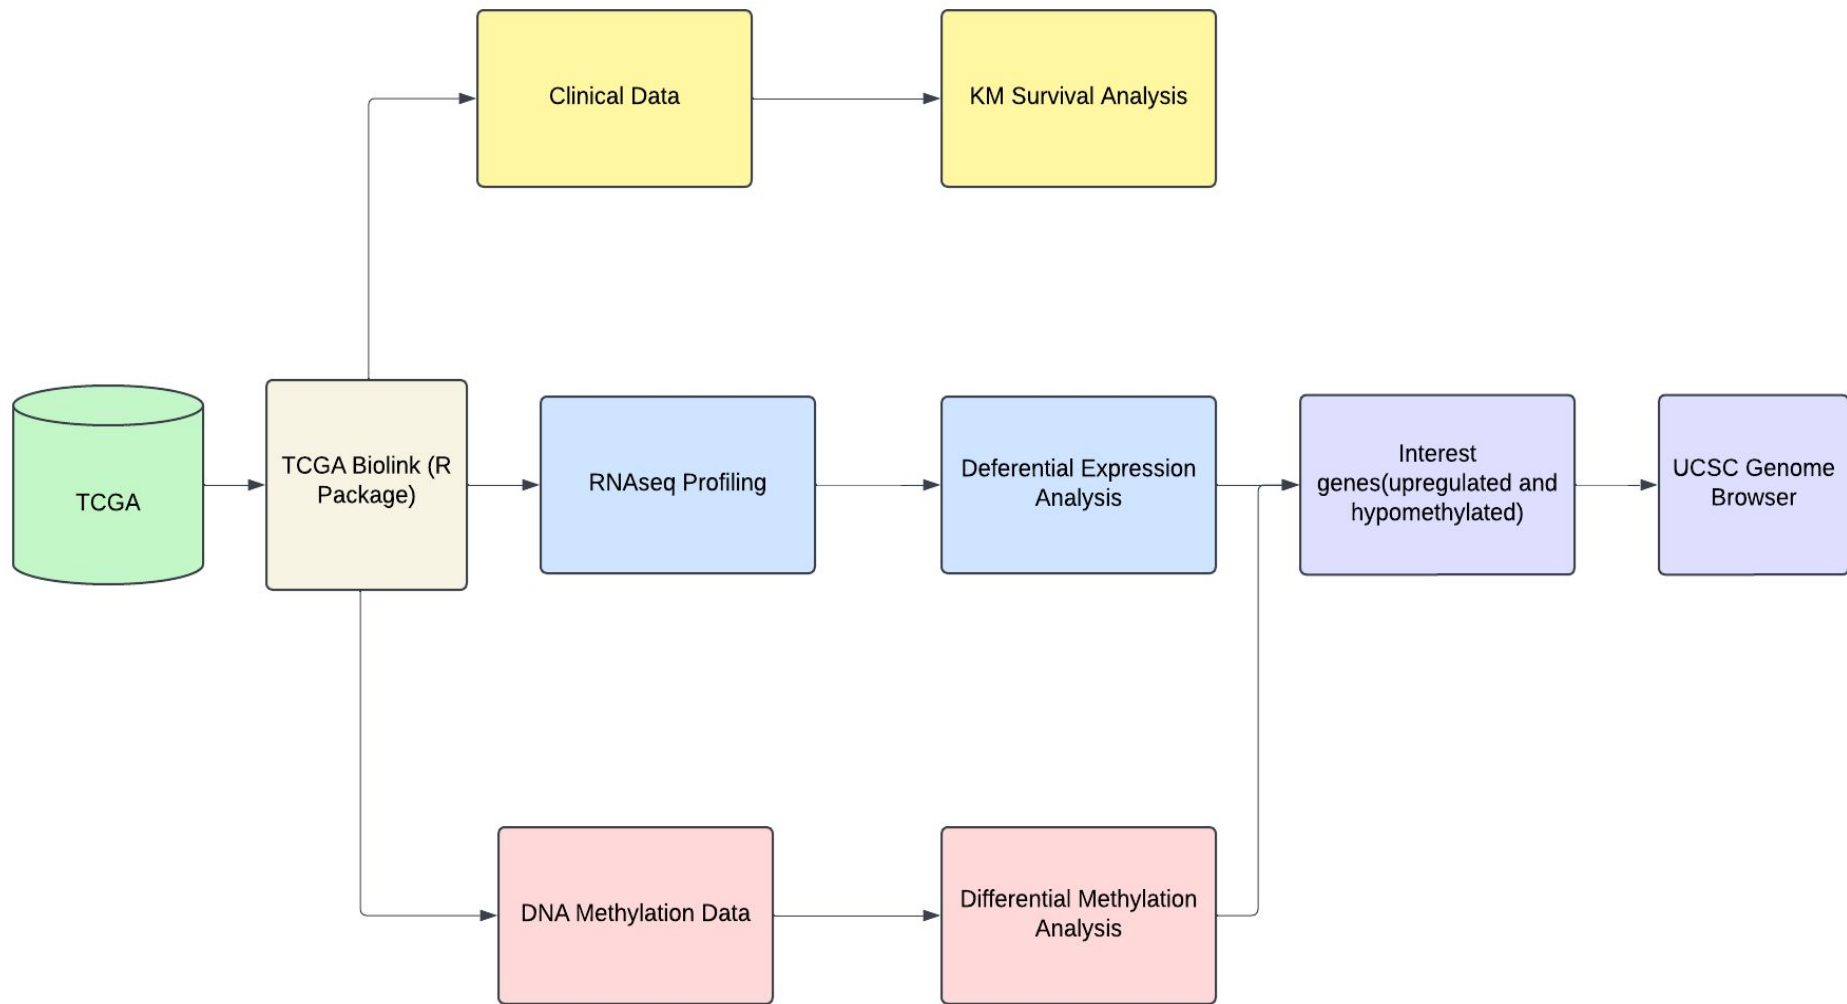 Clinical Data
KM Survival Analysis
TCGA
TCGA Biolink (R
Package)
RNAseq Profiling
Deferential Expression
Analysis
Interest
genes(upregulated and
hypomethylated)
UCSC Genome
Browser
DNA Methylation Data
Differential Methylation
Analysis